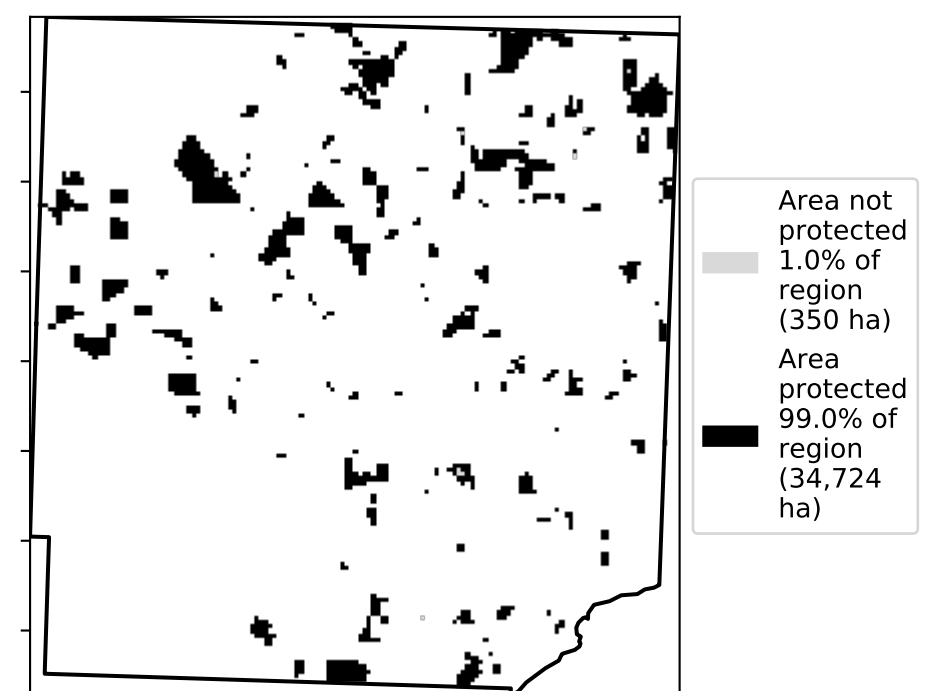 Area not
protected
1.0% of
region
(350 ha)
Area
protected
99.0% of
region
(34,724
ha)